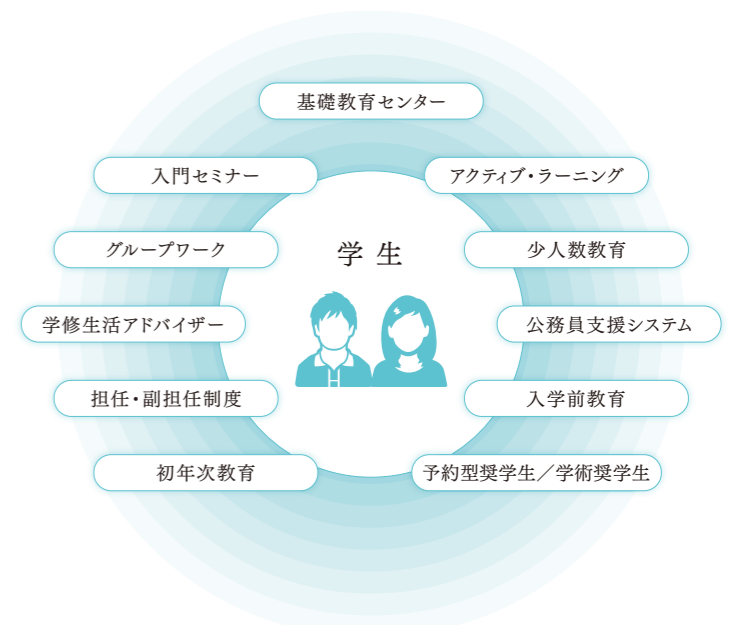 基礎教育センター
入門セミナー
アクティブ・ラーニング
グループワーク
学生
少人数教育
学修生活アドバイザー
公務員支援システム
担任・副担任制度
入学前教育
初年次教育
予約型奨学生／学術奨学生